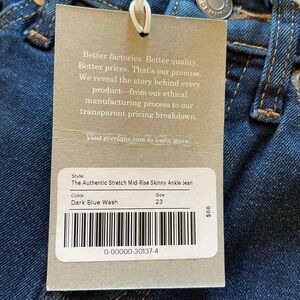 Better factories. Better quality.
Better prices. That's our promise.
We reveal the story behind every
product—from our ethical
manufacturing process to our
transparent pricing breakdown.
Visit everlane.com to learn more.
Style
The Authentic Stretch Mid-Rise Skinny Ankle Jean
Color Size
Dark Blue Wash 23
0-00000-30137-4
$68